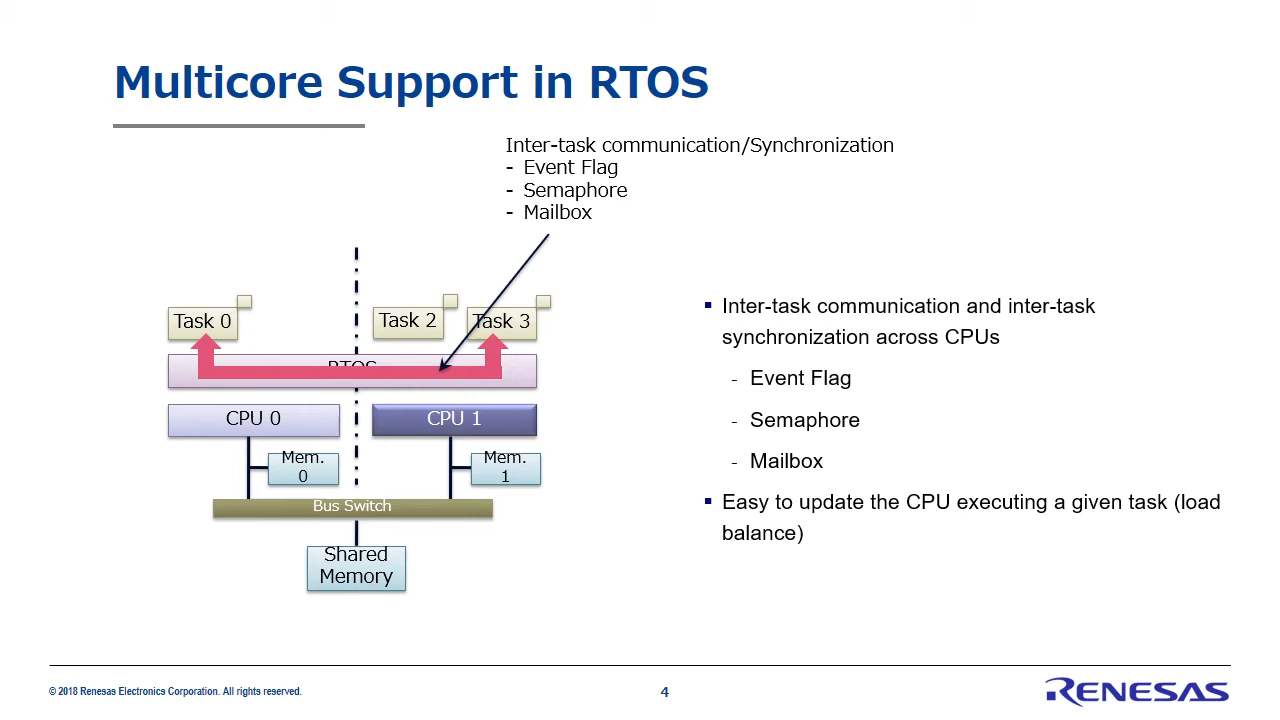 Multicore Support in RTOS
Inter-task communication/Synchronization
- Event Flag
- Semaphore
- Mailbox
Task 0
Task 2
Task 3
RTOS
CPU 0
CPU 1
Mem.
0
Mem.
1
Bus Switch
Shared
Memory
▪ Inter-task communication and inter-task
synchronization across CPUs
- Event Flag
- Semaphore
- Mailbox
▪ Easy to update the CPU executing a given task (load
balance)
© 2018 Renesas Electronics Corporation. All rights reserved.
4
RENESAS